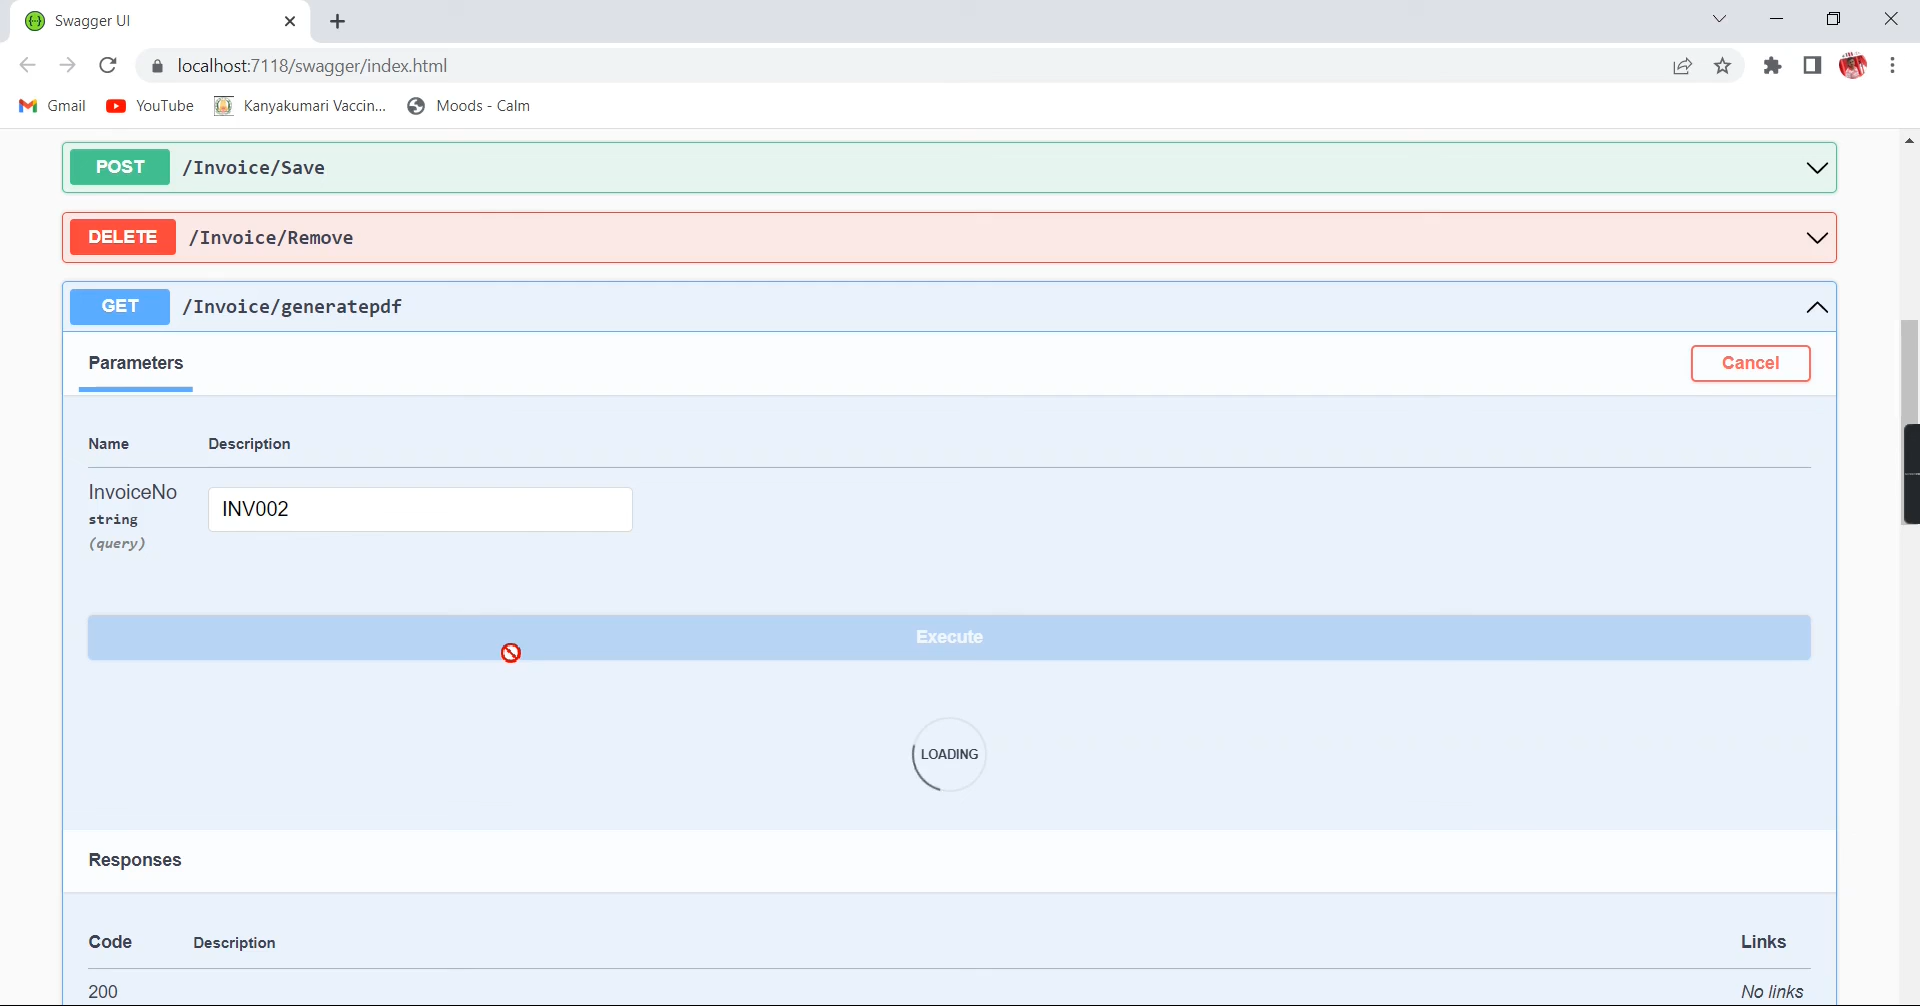 Swagger UI
localhost:7118/swagger/index.html
Gmail YouTube Kanyakumari Vaccin... Moods - Calm
POST /Invoice/Save
DELETE /Invoice/Remove
GET /Invoice/generatepdf
Parameters Cancel
Name Description
InvoiceNo
string
(query)
INV002
Execute
LOADING
Responses
Code Description Links
200 No links